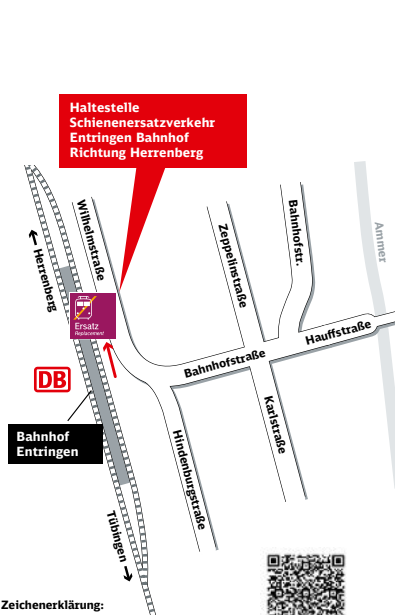 Haltestelle
Schienenersatzverkehr
Entringen Bahnhof
Richtung Herrenberg
Wilhelmstraße
Bahnhofstr.
Zeppelinstraße
Ammer
Herrenberg
Ersatz
Replacement
Hauffstraße
Bahnhofstraße
DB
Karlstraße
Bahnhof
Entringen
Hindenburgstraße
Tübingen
Zeichenerklärung: